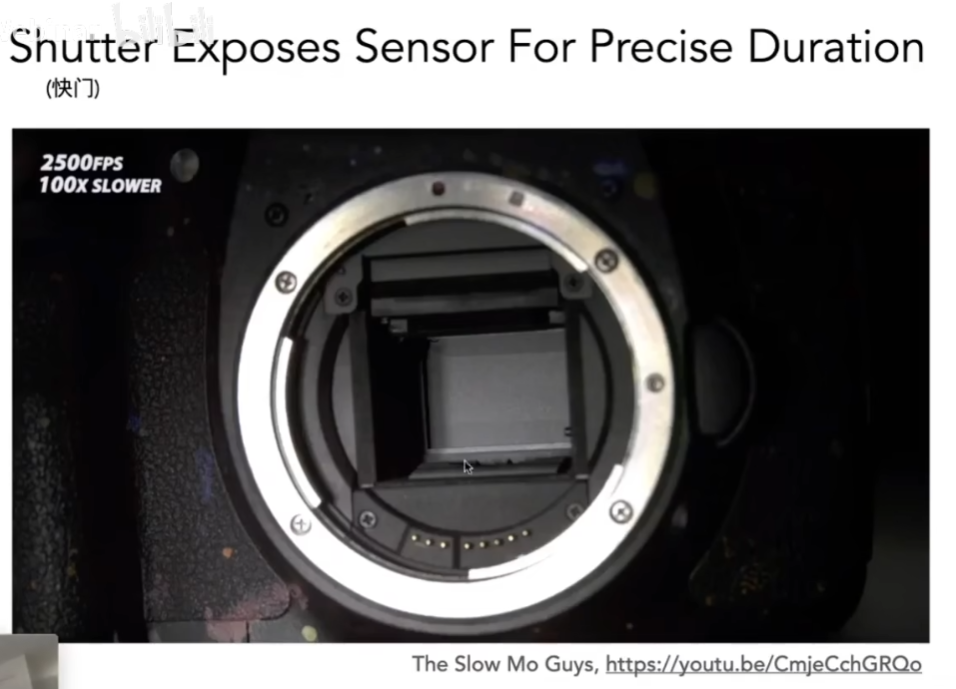 Shutter Exposes Sensor For Precise Duration
(快门)
2500FPS
100X SLOWER
The Slow Mo Guys, https://youtu.be/CmjeCchGRQo